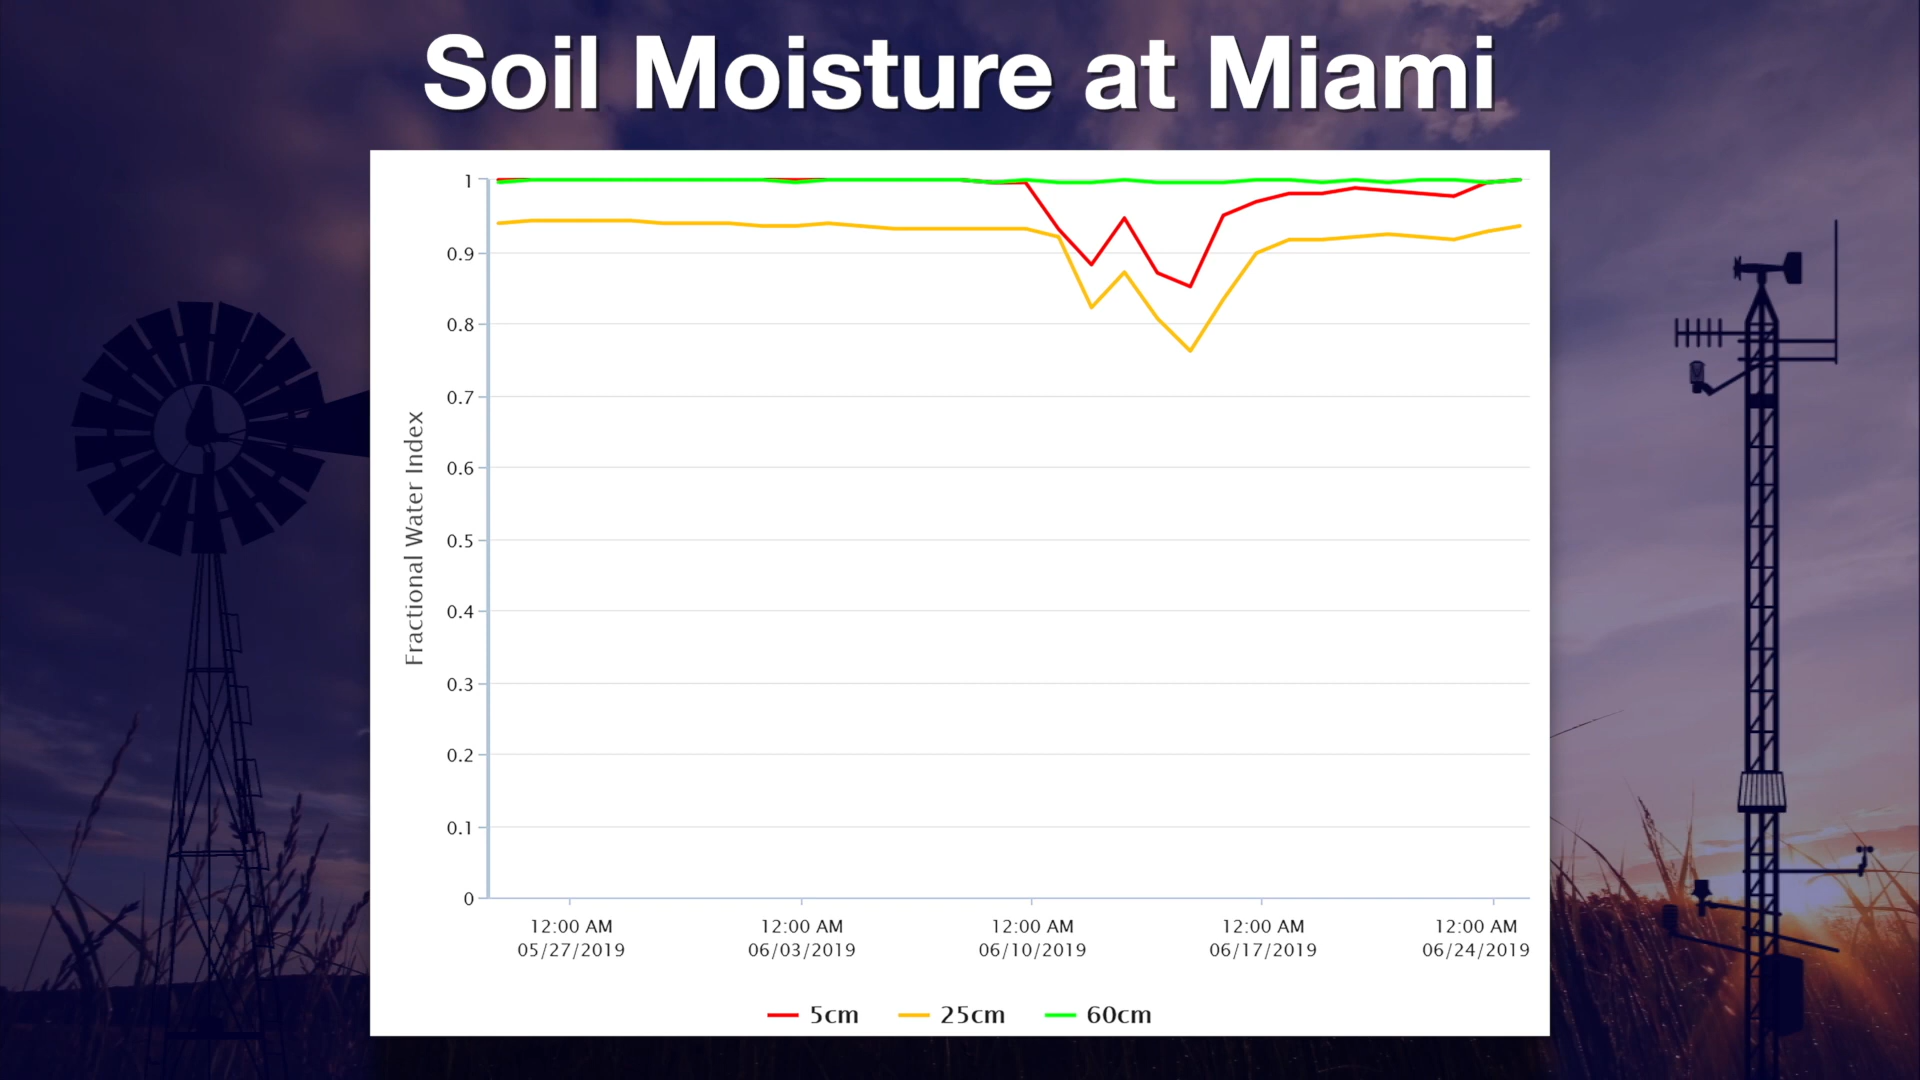 Soil Moisture at Miami
1
0.9
0.8
0.7
0.6
0.5
0.4
0.3
0.2
0.1
0
Fractional Water Index
12:00 AM 12:00 AM 12:00 AM 12:00 AM 12:00 AM
05/27/2019 06/03/2019 06/10/2019 06/17/2019 06/24/2019
5cm 25cm 60cm